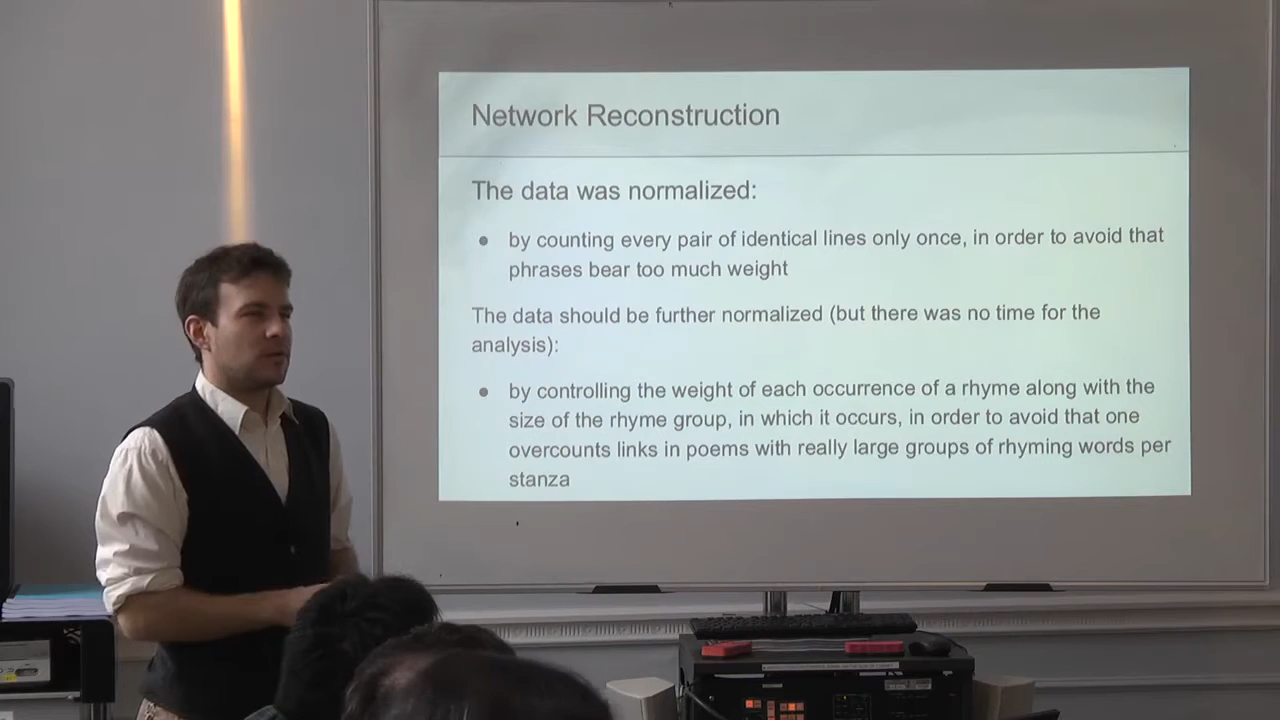 Network Reconstruction
The data was normalized:
● by counting every pair of identical lines only once, in order to avoid that
phrases bear too much weight
The data should be further normalized (but there was no time for the
analysis):
● by controlling the weight of each occurrence of a rhyme along with the
size of the rhyme group, in which it occurs, in order to avoid that one
overcounts links in poems with really large groups of rhyming words per
stanza